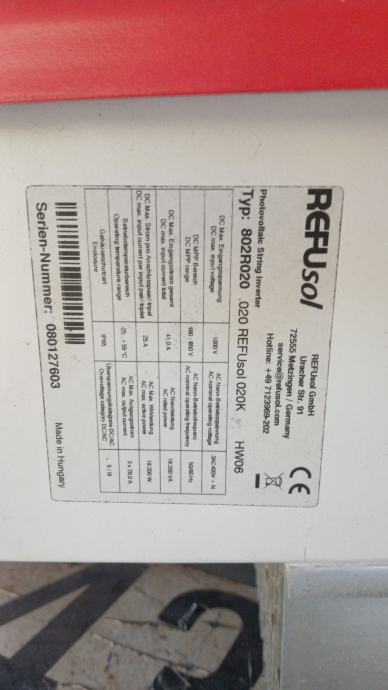 REFUsol
REFUsol GmbH
Uracher Str. 91
72555 Metzingen / Germany
service@refusol.com
Hotline: +49 7123969-202
CE
Photovoltaic String Inverter
Typ: 802R020 .020 REFUsol 020K HW06
DC Max. Eingangsspannung
DC max. input voltage
1000 V
AC Nenn-Betriebsspannung
AC nominal operating voltage
3AC400V + N
DC MPP Bereich
DC MPP range
480 - 850 V
AC Nenn-Betriebsfrequenz
AC nominal operating frequency
50/60 Hz
DC Max. Eingangsstrom gesamt
DC max. input current total
41,0 A
AC Nennleistung
AC rated power
19 200 VA
DC Max. Strom pro Anschlusspaar/-tripel
DC max. input current per input pair/-triplet
25 A
AC Max. Wirkleistung
AC max. active power
19 200 W
Betriebstemperaturbereich
Operating temperature range
-25...+ 55 °C
AC Max. Ausgangsstrom
AC max. output current
Gehäuseschutzart
Enclosure
IP65
Überspannungskategorie DC/AC
Overvoltage category DC/AC
II / III
Serien-Nummer: 080127603
Made in Hungary